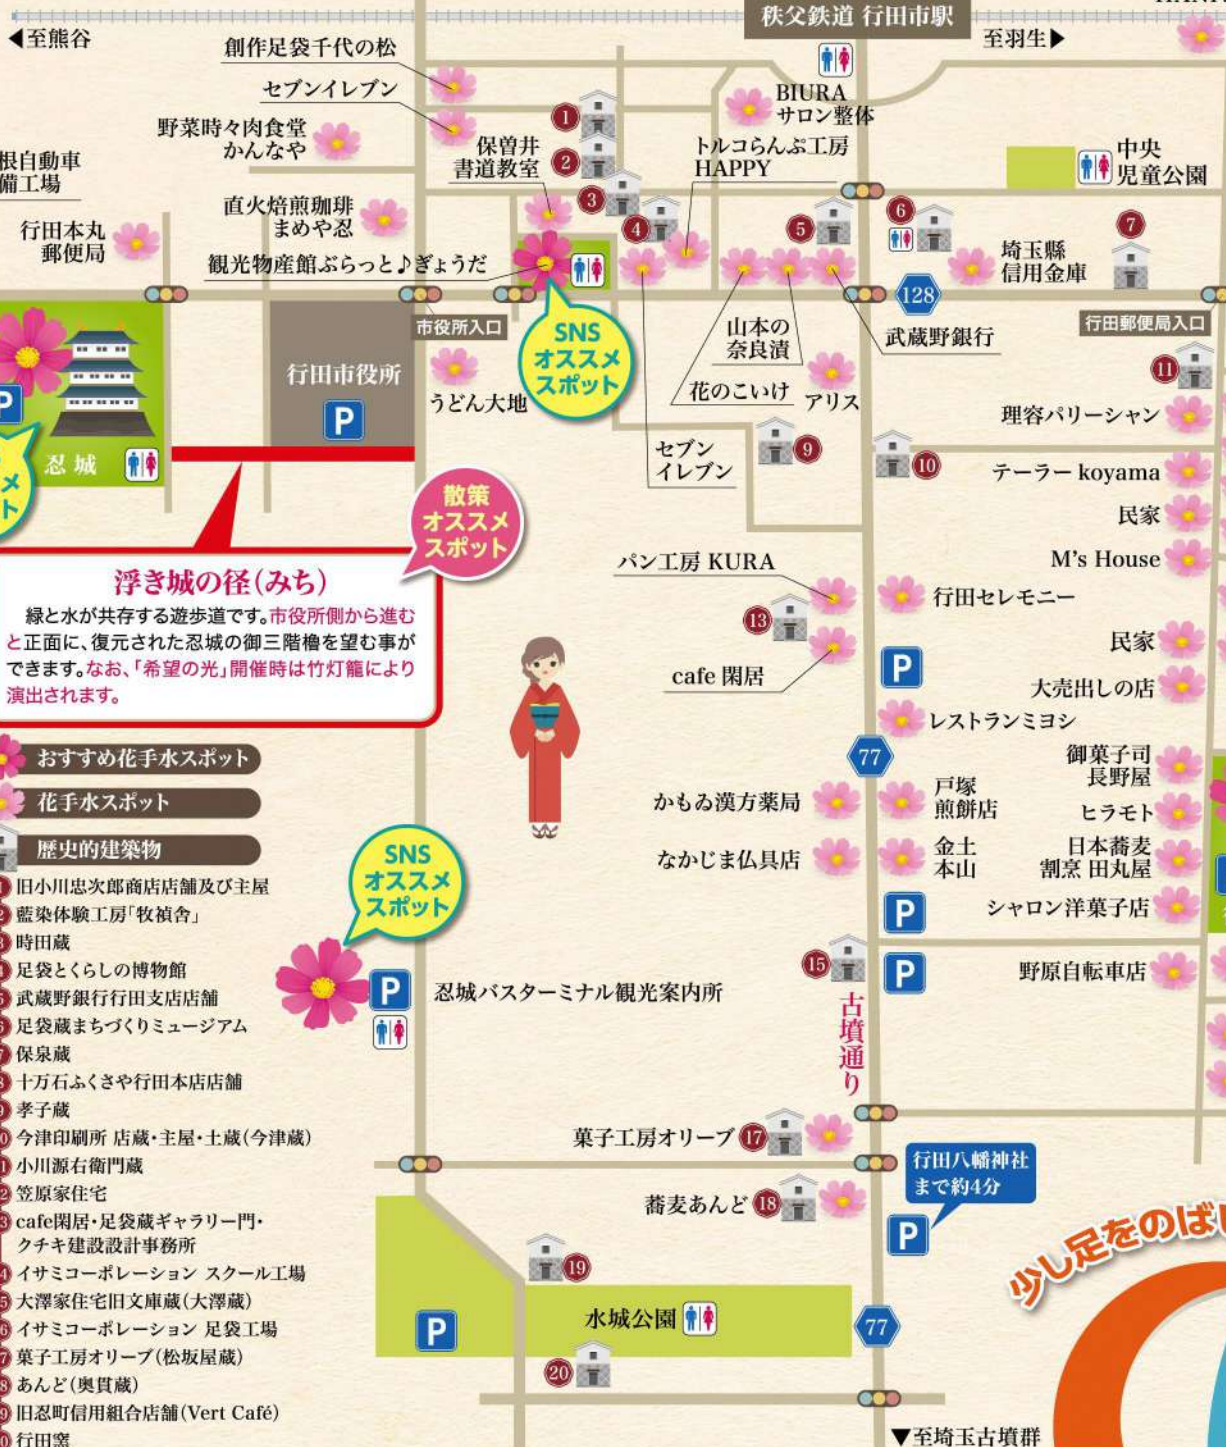 秩父鉄道 行田市駅
◀至熊谷
至羽生▶
創作足袋千代の松
セブンイレブン
野菜時々肉食堂
かんなや
BIURA
サロン整体
保曽井
書道教室
トルコらんぷ工房
HAPPY
中央
児童公園
根自動車
備工場
直火焙煎珈琲
まめや忍
行田本丸
郵便局
観光物産館ぶらっと♪ぎょうだ
埼玉縣
信用金庫
1
2
3
4
5
6
7
128
市役所入口
行田郵便局入口
SNS
オススメ
スポット
山本の
奈良漬
武蔵野銀行
行田市役所
P
うどん大地
花のこいけ
アリス
11
理容パリーシャン
P
忍城
メ
ト
セブン
イレブン
9
10
テーラー koyama
民家
M's House
散策
オススメ
スポット
浮き城の径(みち)
緑と水が共存する遊歩道です。市役所側から進む
と正面に、復元された忍城の御三階櫓を望む事が
できます。なお、「希望の光」開催時は竹灯籠により
演出されます。
パン工房 KURA
13
cafe 閑居
行田セレモニー
民家
P
大売出しの店
レストランミヨシ
77
御菓子司
長野屋
戸塚
煎餅店
ヒラモト
かもゐ漢方薬局
なかじま仏具店
金土
本山
日本蕎麦
割烹 田丸屋
P
シャロン洋菓子店
15
P
野原自転車店
古墳通り
おすすめ花手水スポット
花手水スポット
歴史的建築物
旧小川忠次郎商店店舗及び主屋
藍染体験工房「牧禎舎」
時田蔵
足袋とくらしの博物館
武蔵野銀行行田支店店舗
足袋蔵まちづくりミュージアム
保泉蔵
十万石ふくさや行田本店店舗
孝子蔵
今津印刷所 店蔵・主屋・土蔵(今津蔵)
小川源右衛門蔵
笠原家住宅
cafe閑居・足袋蔵ギャラリー門・
クチキ建設設計事務所
イサミコーポレーション スクール工場
大澤家住宅旧文庫蔵(大澤蔵)
イサミコーポレーション 足袋工場
菓子工房オリーブ(松坂屋蔵)
あんど(奥貫蔵)
旧忍町信用組合店舗(Vert Café)
行田窯
SNS
オススメ
スポット
P
忍城バスターミナル観光案内所
菓子工房オリーブ
17
蕎麦あんど
18
行田八幡神社
まで約4分
P
19
水城公園
P
20
77
少し足をのばし
▼至埼玉古墳群